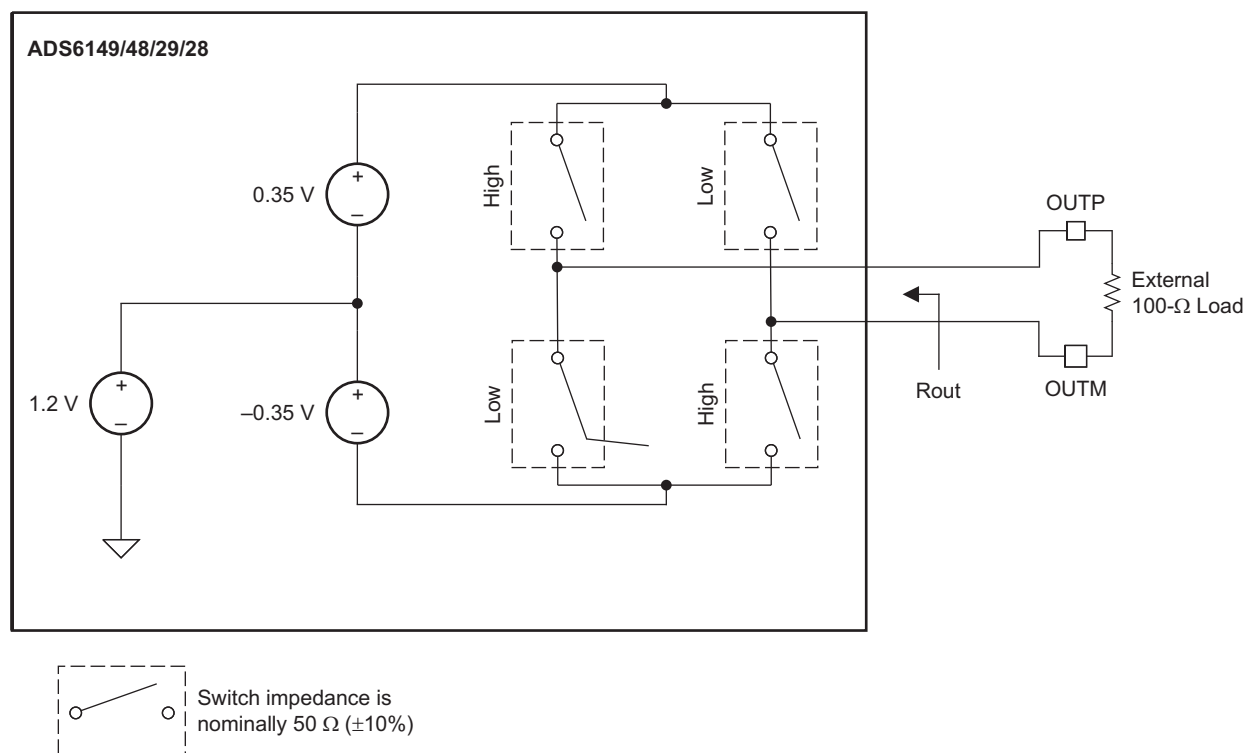 ADS6149/48/29/28
+
0.35 V
–
High
Low
OUTP
External
100-Ω Load
+
1.2 V
–
+
–0.35 V
–
Low
High
Rout
OUTM
Switch impedance is
nominally 50 Ω (±10%)